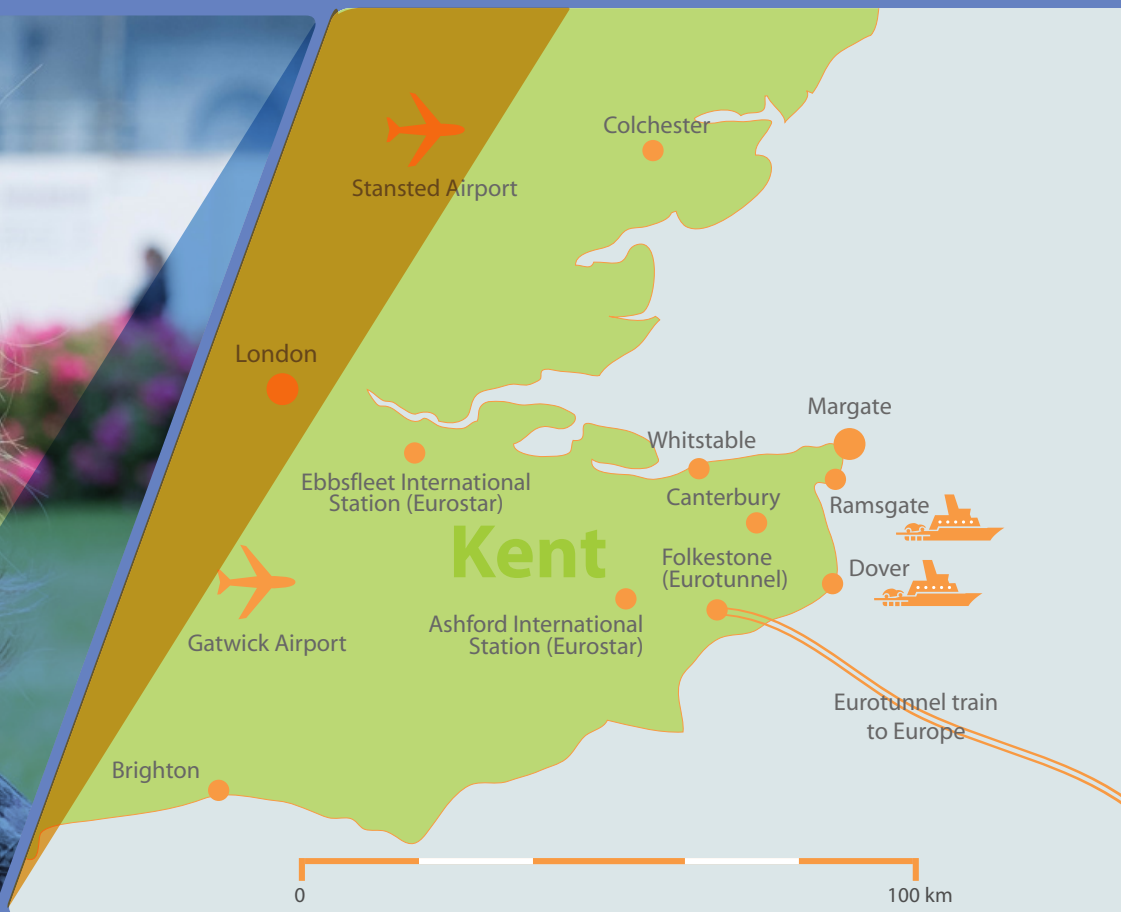 Colchester
Stansted Airport
London
Margate
Whitstable
Ebbsfleet International
Station (Eurostar)
Canterbury
Ramsgate
Kent
Folkestone
(Eurotunnel)
Dover
Ashford International
Station (Eurostar)
Gatwick Airport
Eurotunnel train
to Europe
Brighton
0
100 km